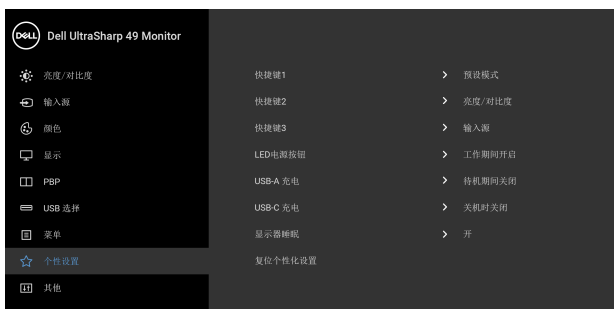 DELL Dell UltraSharp 49 Monitor
亮度/对比度 快捷键1 预设模式
输入源 快捷键2 亮度/对比度
颜色 快捷键3 输入源
显示 LED电源按钮 工作期间开启
PBP USB-A 充电 待机期间关闭
USB 选择 USB-C 充电 关机时关闭
菜单 显示器睡眠 开
个性设置 复位个性化设置
其他